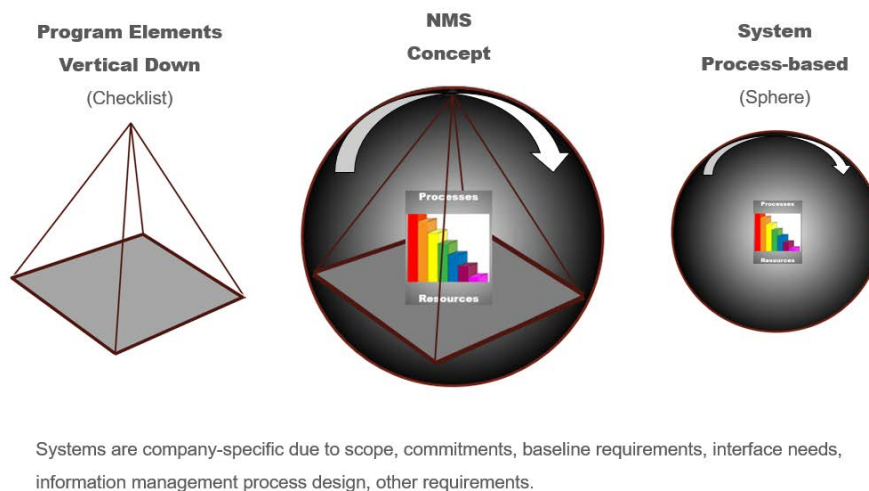 Program Elements
Vertical Down
(Checklist)
NMS
Concept
System
Process-based
(Sphere)
Processes
Resources
Processes
Resources
Systems are company-specific due to scope, commitments, baseline requirements, interface needs,
information management process design, other requirements.